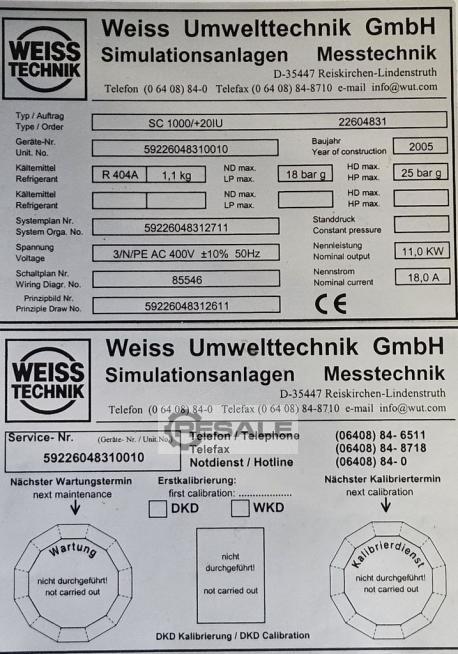 WEISS
TECHNIK
Weiss Umwelttechnik GmbH
Simulationsanlagen Messtechnik
D-35447 Reiskirchen-Lindenstruth
Telefon (0 64 08) 84-0 Telefax (0 64 08) 84-8710 e-mail info@wut.com
Typ / Auftrag
Type / Order
SC 1000/+20IU 22604831
Geräte-Nr.
Unit. No.
59226048310010
Baujahr
Year of construction
2005
Kältemittel
Refrigerant
R 404A
1,1 kg
ND max.
LP max.
18 bar g
HD max.
HP max.
25 bar g
Kältemittel
Refrigerant
ND max.
LP max.
HD max.
HP max.
Systemplan Nr.
System Orga. No.
59226048312711
Standdruck
Constant pressure
Spannung
Voltage
3/N/PE AC 400V ±10% 50Hz
Nennleistung
Nominal output
11,0 KW
Schaltplan Nr.
Wiring Diagr. No.
85546
Nennstrom
Nominal current
18,0 A
Prinzipbild Nr.
Prinziple Draw No.
59226048312611
CE
WEISS
TECHNIK
Weiss Umwelttechnik GmbH
Simulationsanlagen Messtechnik
D-35447 Reiskirchen-Lindenstruth
Telefon (0 64 08) 84-0 Telefax (0 64 08) 84-8710 e-mail info@wut.com
RESALE
Service- Nr. (Geräte- Nr. / Unit.No.)
59226048310010
Telefon / Telephone (06408) 84- 6511
Telefax (06408) 84- 8718
Notdienst / Hotline (06408) 84- 0
Nächster Wartungstermin
next maintenance
Erstkalibrierung:
first calibration: ....................
DKD
WKD
Nächster Kalibriertermin
next calibration
Wartung
nicht durchgeführt!
not carried out
nicht
durchgeführt!
not carried out
Kalibrierdienst
nicht durchgeführt!
not carried out
DKD Kalibrierung / DKD Calibration